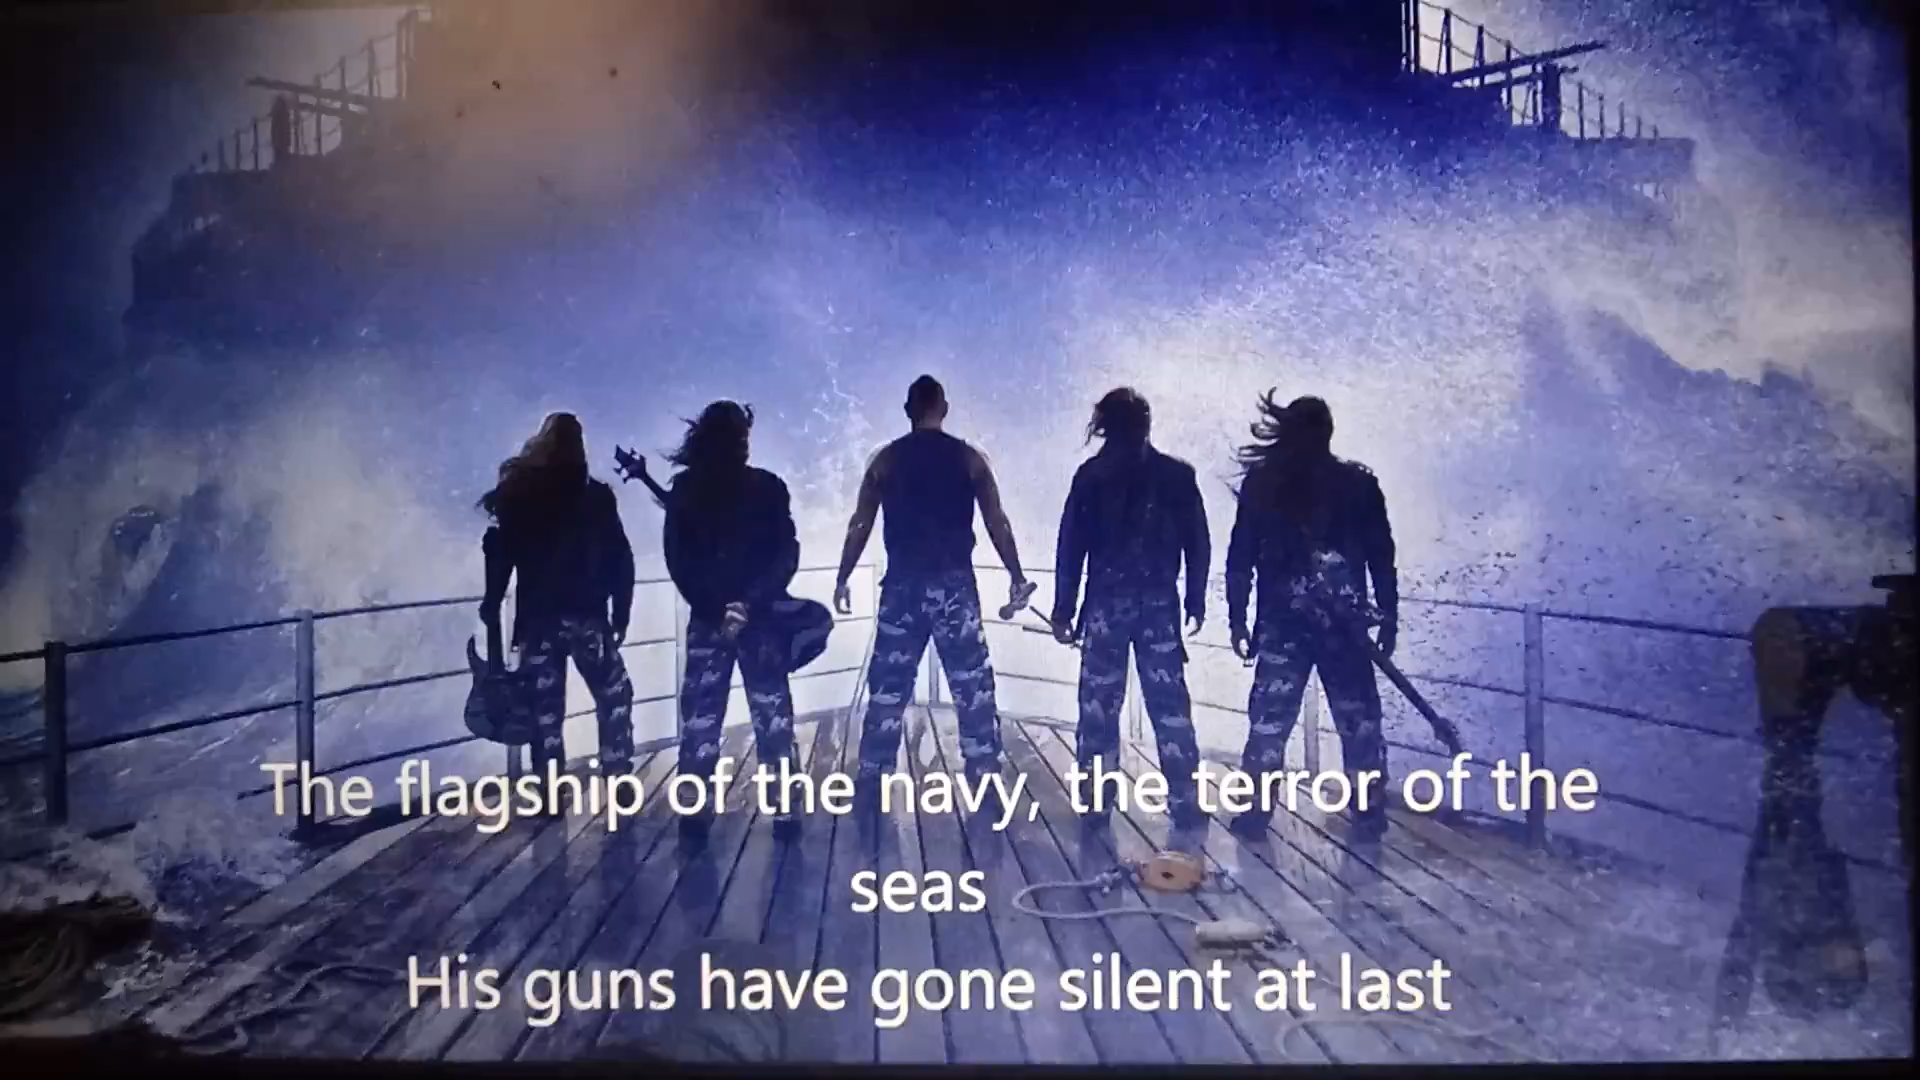 The flagship of the navy, the terror of the
seas
His guns have gone silent at last